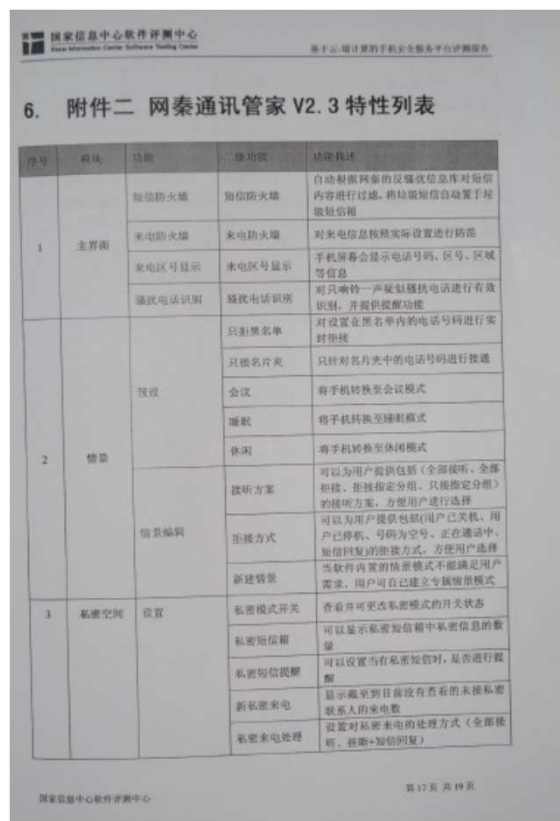 国家信息中心软件评测中心
State Information Center Software Testing Center
基于云-端计算的手机安全服务平台评测报告
6. 附件二 网秦通讯管家 V2.3 特性列表
序号 模块 功能 二级功能 功能描述
1 主界面 短信防火墙 短信防火墙 自动根据网秦的反骚扰信息库对短信
内容进行过滤，将垃圾短信自动置于垃
圾短信箱
来电防火墙 来电防火墙 对来电信息按照实际设置进行防范
来电区号显示 来电区号显示 手机屏幕会显示电话号码、区号、区域
等信息
骚扰电话识别 骚扰电话识别 对只响铃一声疑似骚扰电话进行有效
识别，并提供提醒功能
2 情景 预设 只拒黑名单 对设置在黑名单内的电话号码进行实
时拒接
只接名片夹 只针对名片夹中的电话号码进行接通
会议 将手机转换至会议模式
睡眠 将手机转换至睡眠模式
休闲 将手机转换至休闲模式
情景编辑 接听方案 可以为用户提供包括（全部接听、全部
拒接、拒接指定分组、只接指定分组）
的接听方案，方便用户进行选择
拒接方式 可以为用户提供包括(用户已关机、用
户已停机、号码为空号、正在通话中、
短信回复)的拒接方式，方便用户选择
新建情景 当软件内置的情景模式不能满足用户
需求，用户可自己建立专属情景模式
3 私密空间 设置 私密模式开关 查看并可更改私密模式的开关状态
私密短信箱 可以显示私密短信箱中私密信息的数
量
私密短信提醒 可以设置当有私密短信时，是否进行提
醒
新私密来电 显示截至到目前没有查看的未接私密
联系人的来电数
私密来电处理 设置对私密来电的处理方式（全部接
听、挂断+短信回复）
国家信息中心软件评测中心
第 17 页 共 19 页